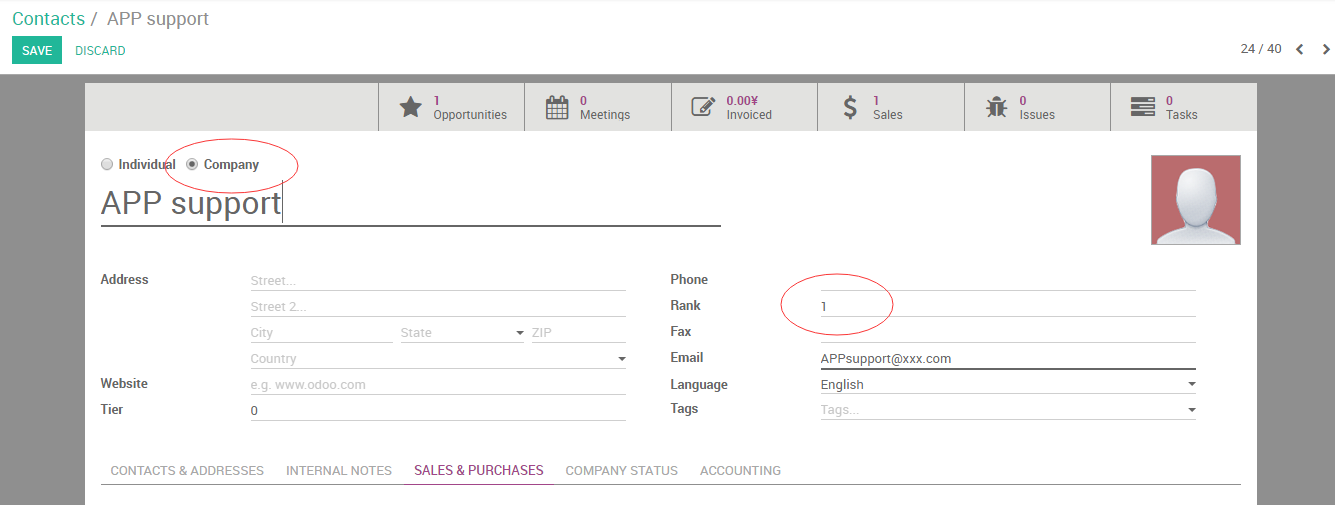 Contacts / APP support
SAVE DISCARD
24 / 40
1 Opportunities
0 Meetings
0.00¥ Invoiced
1 Sales
0 Issues
0 Tasks
Individual Company
APP support
Address Street...
Street 2...
City State ZIP
Country
Website e.g. www.odoo.com
Tier 0
Phone
Rank 1
Fax
Email APPsupport@xxx.com
Language English
Tags Tags...
CONTACTS & ADDRESSES INTERNAL NOTES SALES & PURCHASES COMPANY STATUS ACCOUNTING